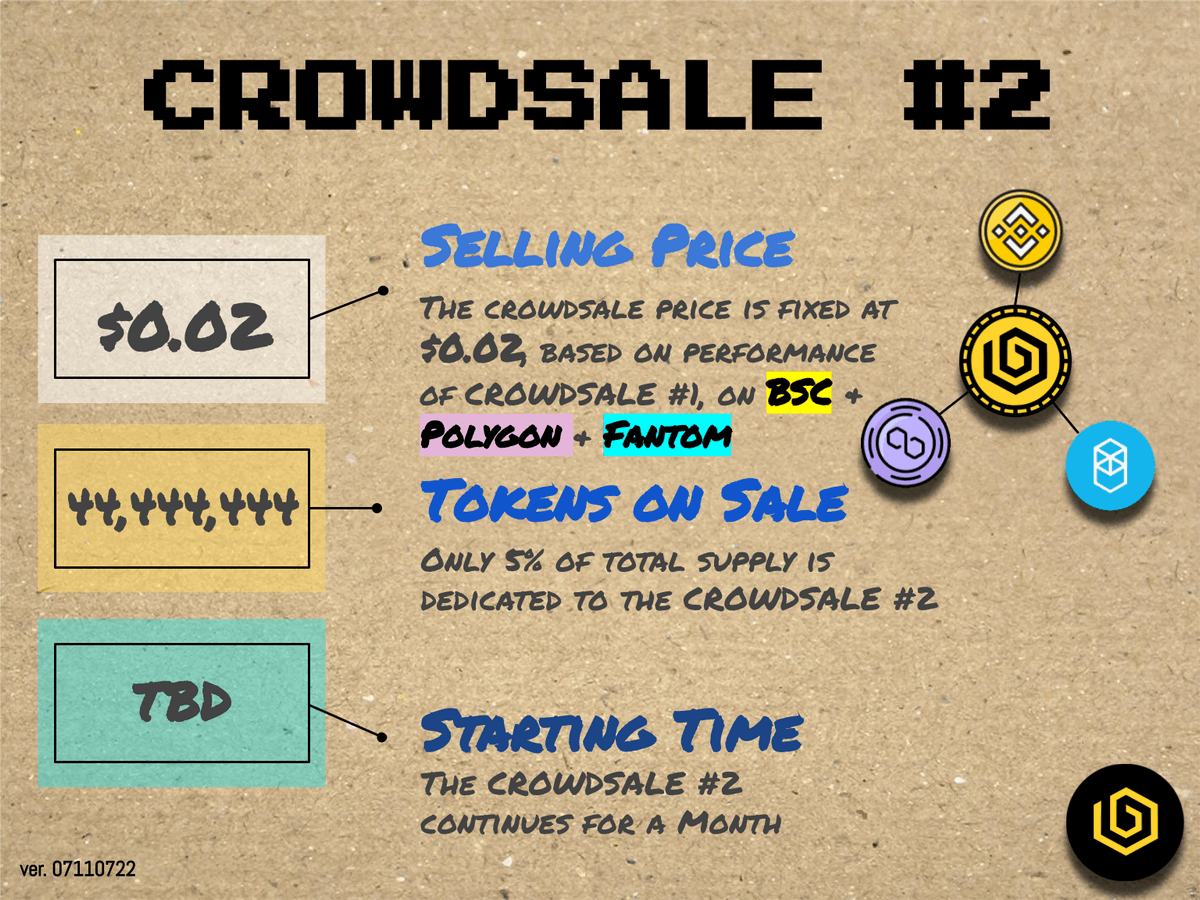 CROWDSALE #2
$0.02
SELLING PRICE
THE CROWDSALE PRICE IS FIXED AT
$0.02, BASED ON PERFORMANCE
OF CROWDSALE #1, ON BSC &
POLYGON & FANTOM
44,444,444
TOKENS ON SALE
ONLY 5% OF TOTAL SUPPLY IS
DEDICATED TO THE CROWDSALE #2
TBD
STARTING TIME
THE CROWDSALE #2
CONTINUES FOR A MONTH
ver. 07110722